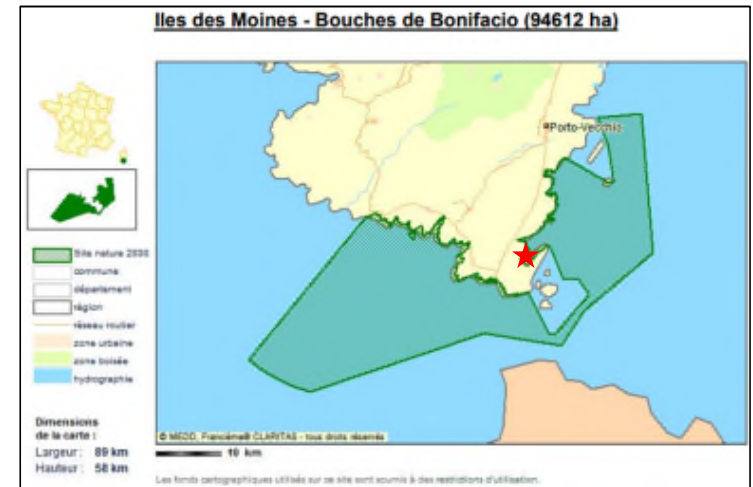 Iles des Moines - Bouches de Bonifacio (94612 ha)
Porto-Vecchio
Site nature 2000
commune
département
région
réseau routier
zone urbaine
zone boisée
hydrographie
Dimensions
de la carte :
Largeur : 89 km
Hauteur : 58 km
© MEDD, France métro CLARITAS - tous droits réservés
10 km
Les fonds cartographiques utilisés sur ce site sont soumis à des restrictions d'utilisation.